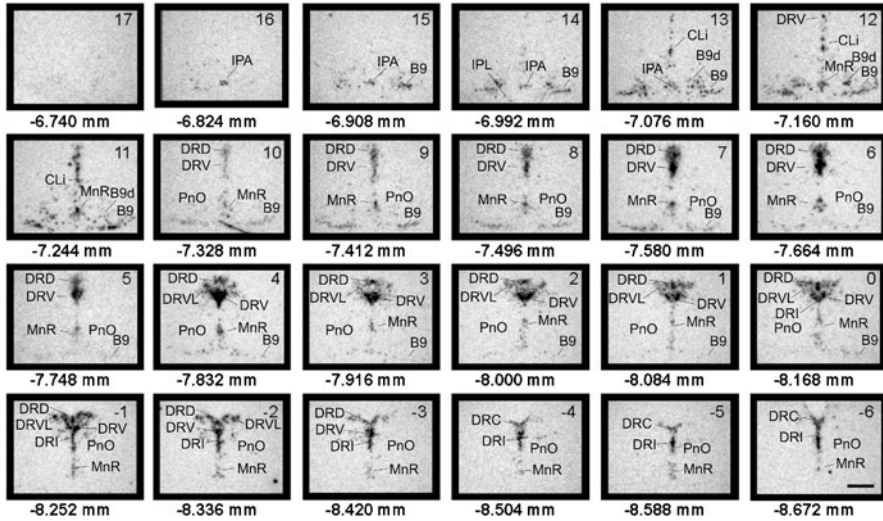 17
16
15
14
13
12
IPA
IPA
B9
IPL
IPA
B9
CLi
B9d
IPA
B9
DRV
CLi
B9d
MnR
B9
-6.740 mm
-6.824 mm
-6.908 mm
-6.992 mm
-7.076 mm
-7.160 mm
11
10
9
8
7
6
CLi
MnR
B9d
B9
DRD
DRV
PnO
MnR
B9
DRD
DRV
MnR
PnO
B9
DRD
DRV
MnR
PnO
B9
DRD
DRV
MnR
PnO
B9
DRD
DRV
MnR
PnO
B9
-7.244 mm
-7.328 mm
-7.412 mm
-7.496 mm
-7.580 mm
-7.664 mm
5
4
3
2
1
0
DRD
DRV
MnR
PnO
B9
DRD
DRVL
DRV
PnO
MnR
B9
DRD
DRVL
DRV
PnO
MnR
B9
DRD
DRVL
DRV
PnO
MnR
B9
DRD
DRVL
DRV
PnO
MnR
B9
DRD
DRVL
DRV
DRI
PnO
MnR
B9
-7.748 mm
-7.832 mm
-7.916 mm
-8.000 mm
-8.084 mm
-8.168 mm
-1
-2
-3
-4
-5
-6
DRD
DRVL
DRV
DRI
PnO
MnR
DRD
DRV
DRVL
DRI
PnO
MnR
DRD
DRV
DRI
PnO
MnR
DRC
DRI
PnO
MnR
DRC
DRI
PnO
MnR
DRC
DRI
PnO
MnR
-8.252 mm
-8.336 mm
-8.420 mm
-8.504 mm
-8.588 mm
-8.672 mm